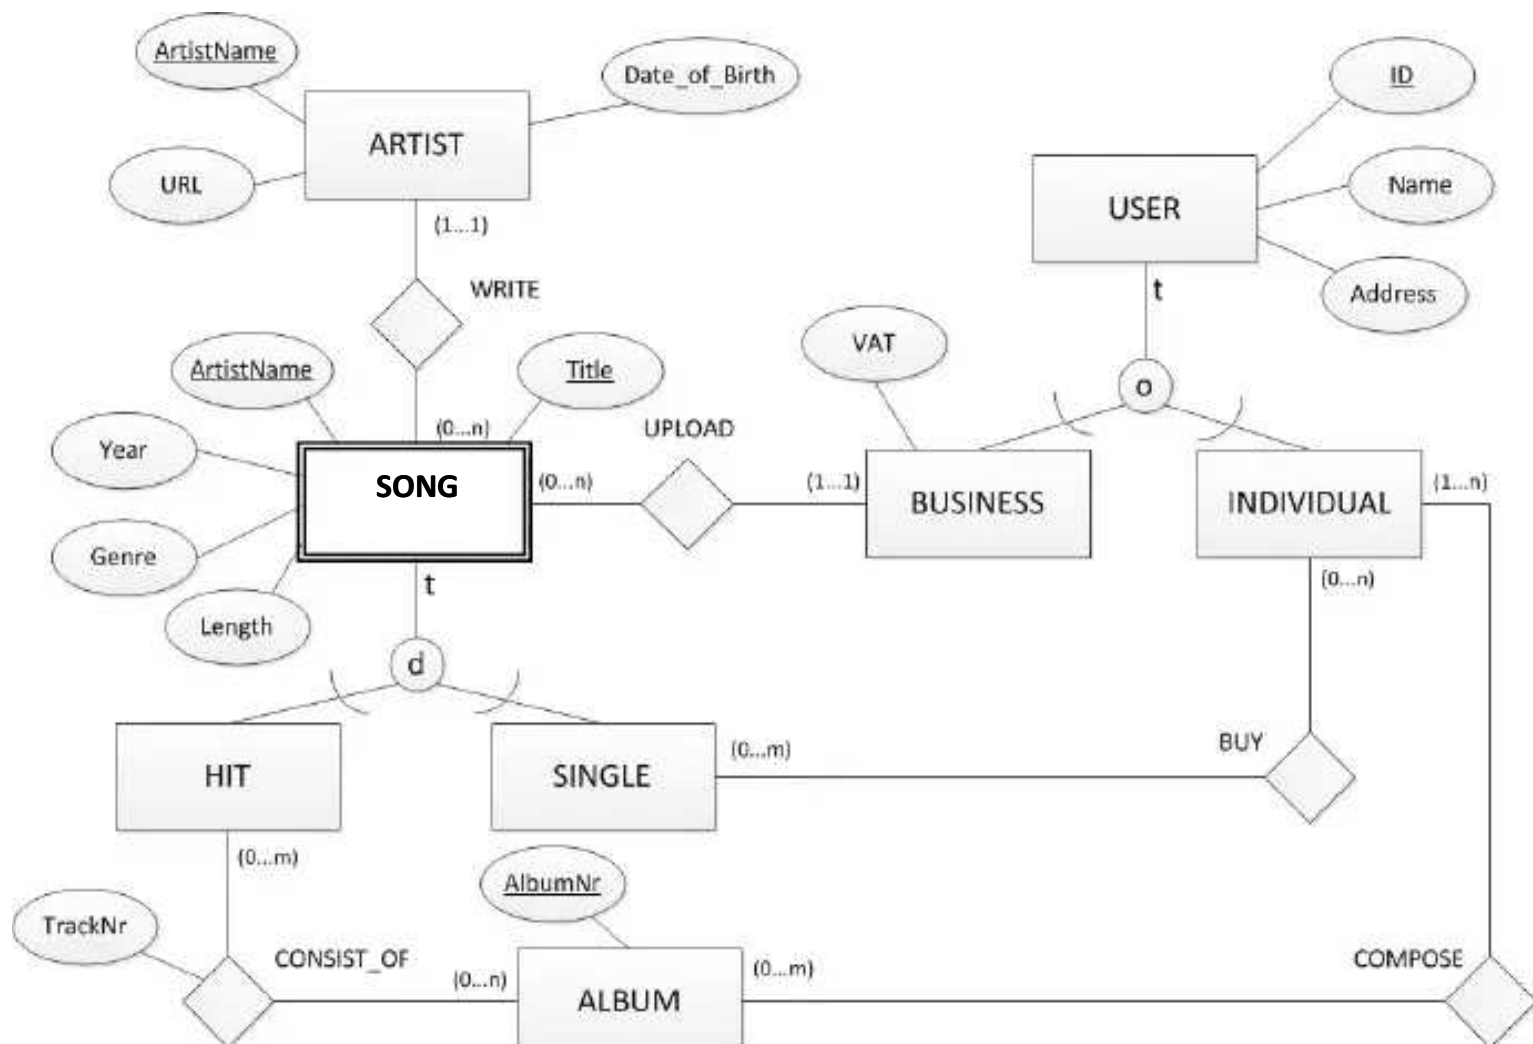 ArtistName
Date_of_Birth
ID
ARTIST
URL
Name
USER
(1...1)
WRITE
t
Address
ArtistName
Title
VAT
o
Year
(0...n)
UPLOAD
SONG
(0...n)
(1...1)
BUSINESS
INDIVIDUAL
(1...n)
Genre
t
(0...n)
Length
d
HIT
SINGLE
(0...m)
BUY
(0...m)
AlbumNr
TrackNr
CONSIST_OF
(0...n)
ALBUM
(0...m)
COMPOSE